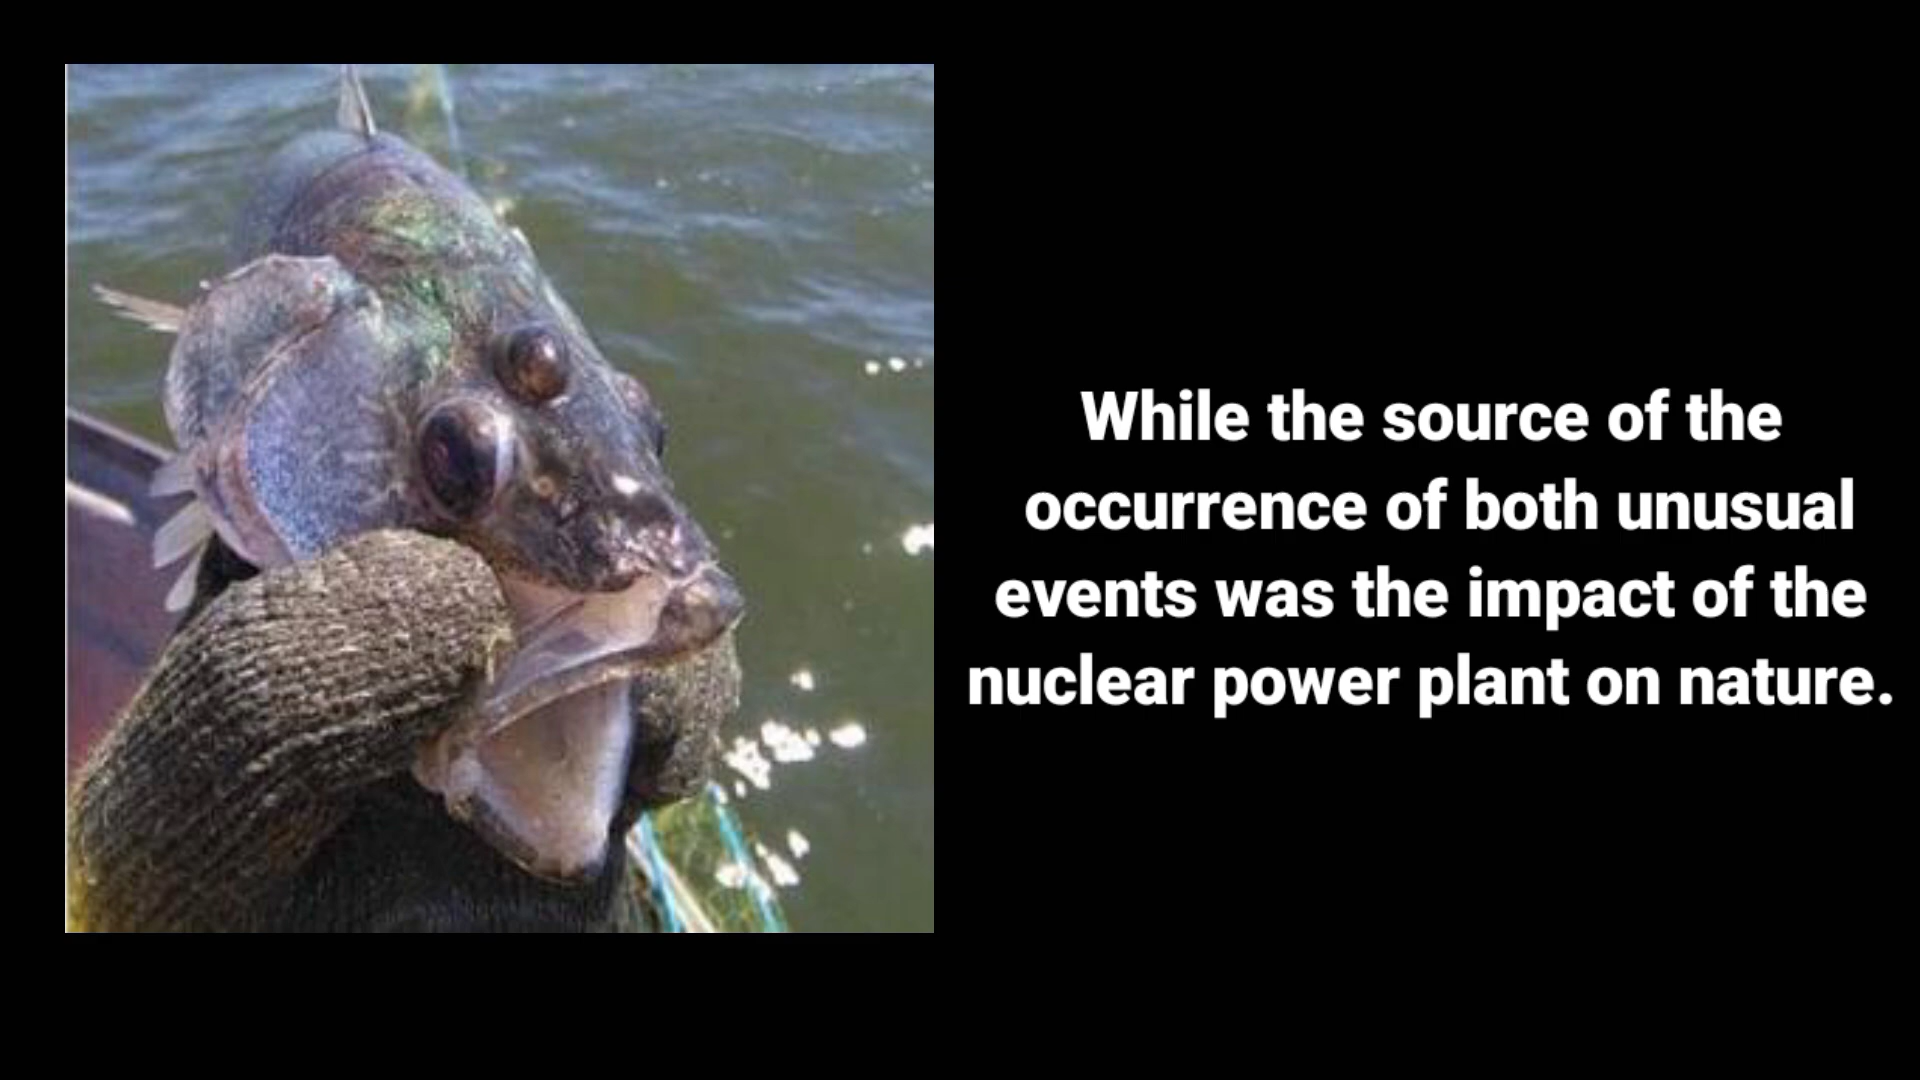 While the source of the
occurrence of both unusual
events was the impact of the
nuclear power plant on nature.